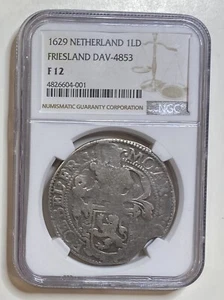 1629 NETHERLAND 1LD
FRIESLAND DAV-4853
F 12
4826604-001
NUMISMATIC GUARANTY CORPORATION
NGC